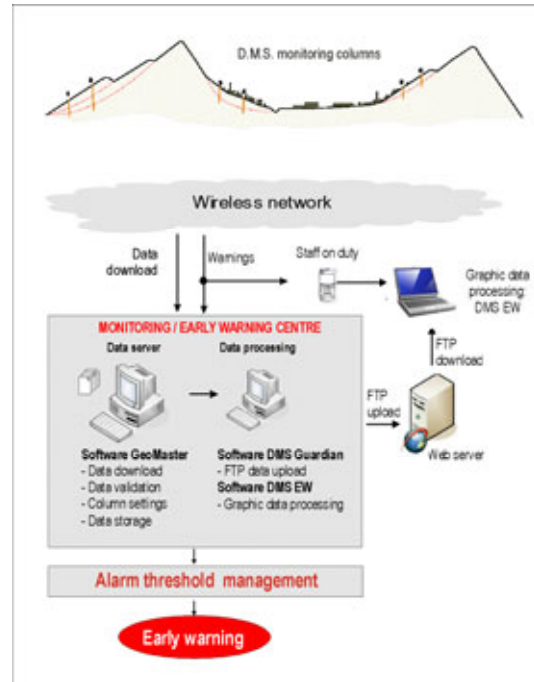 D.M.S. monitoring columns
Wireless network
Data
download
Warnings
Staff on duty
Graphic data
processing:
DMS EW
MONITORING / EARLY WARNING CENTRE
Data server
Data processing
FTP
download
FTP
upload
Web server
Software GeoMaster
- Data download
- Data validation
- Column settings
- Data storage
Software DMS Guardian
- FTP data upload
Software DMS EW
- Graphic data processing
Alarm threshold management
Early warning